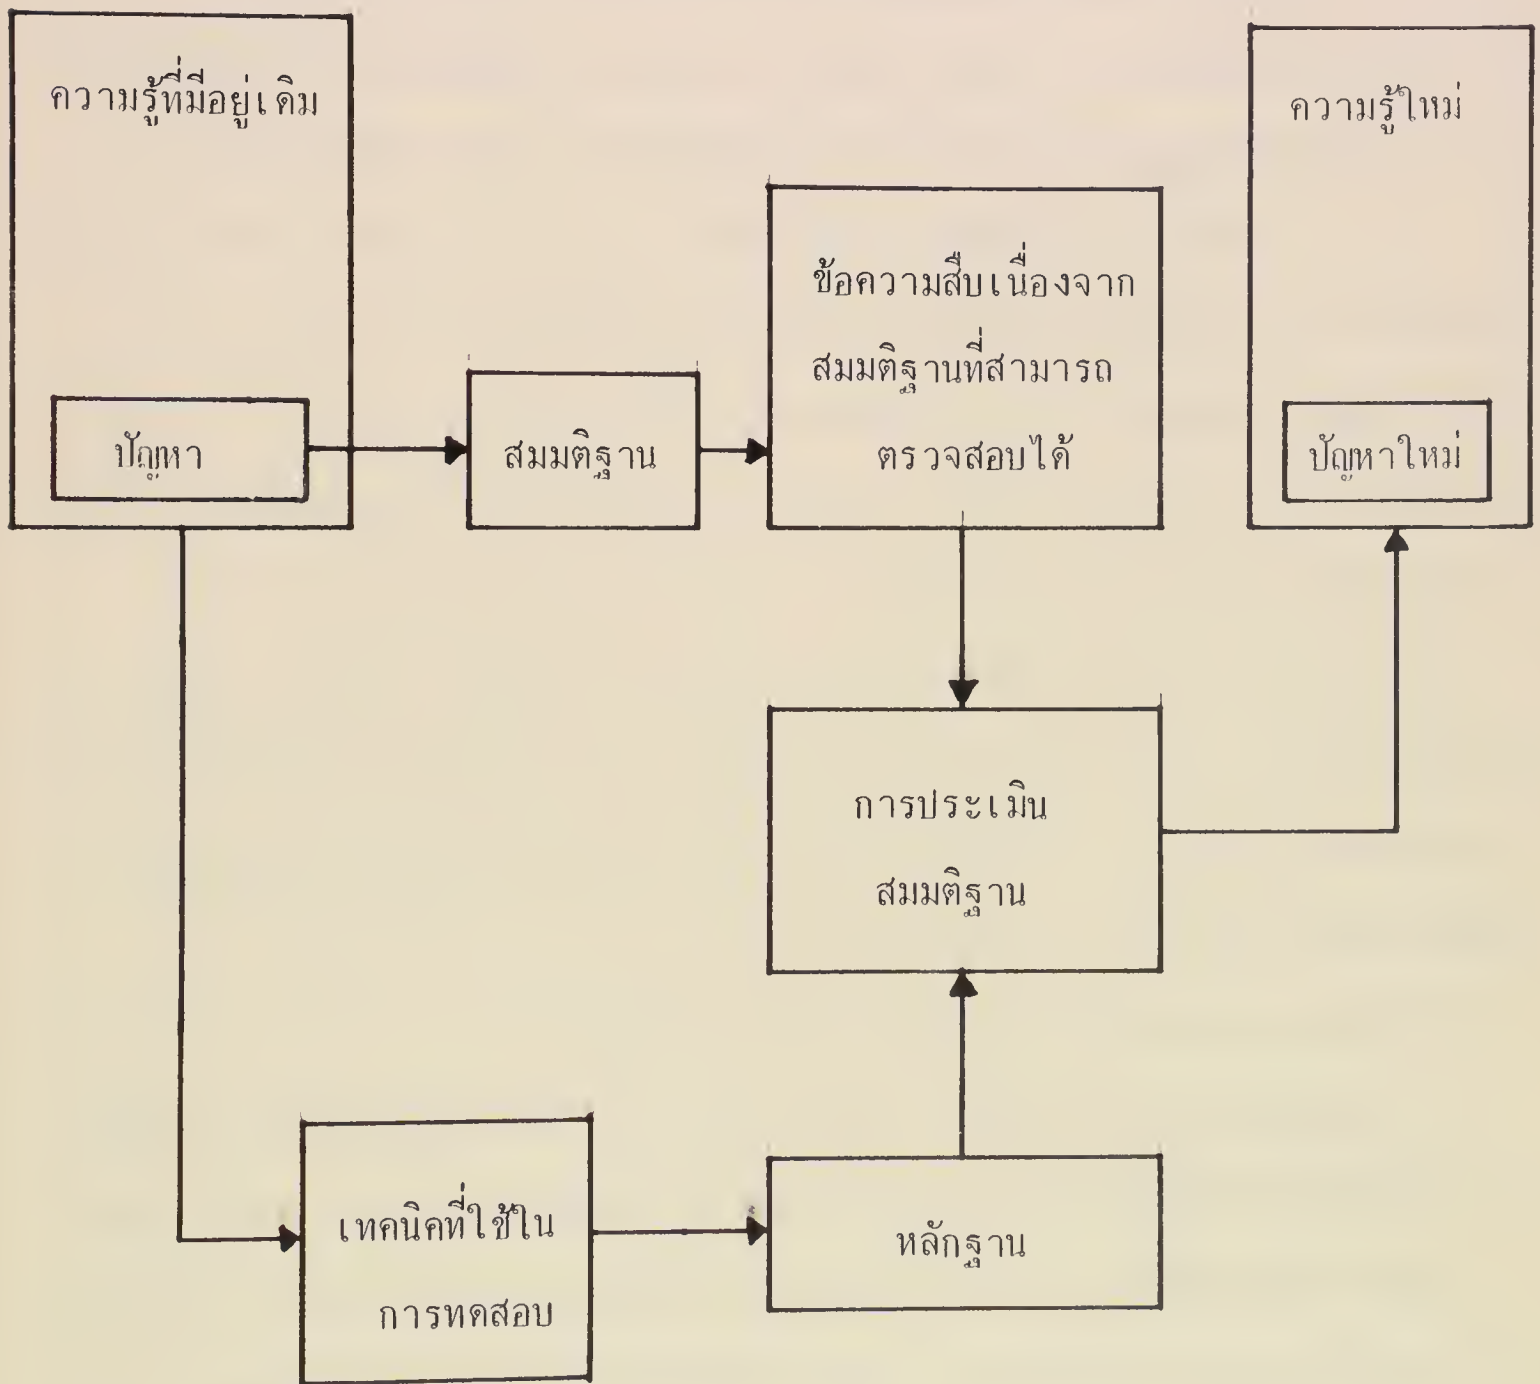 ความรู้ที่มีอยู่เดิม
ปัญหา
สมมติฐาน
ข้อความสืบเนื่องจาก
สมมติฐานที่สามารถ
ตรวจสอบได้
ความรู้ใหม่
ปัญหาใหม่
การประเมิน
สมมติฐาน
เทคนิคที่ใช้ใน
การทดสอบ
หลักฐาน